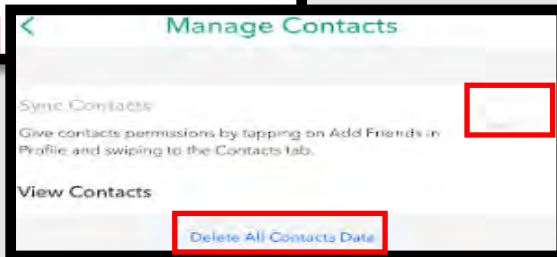 Manage Contacts
Sync Contacts
Give contacts permissions by tapping on Add Friends in
Profile and swiping to the Contacts tab.
View Contacts
Delete All Contacts Data